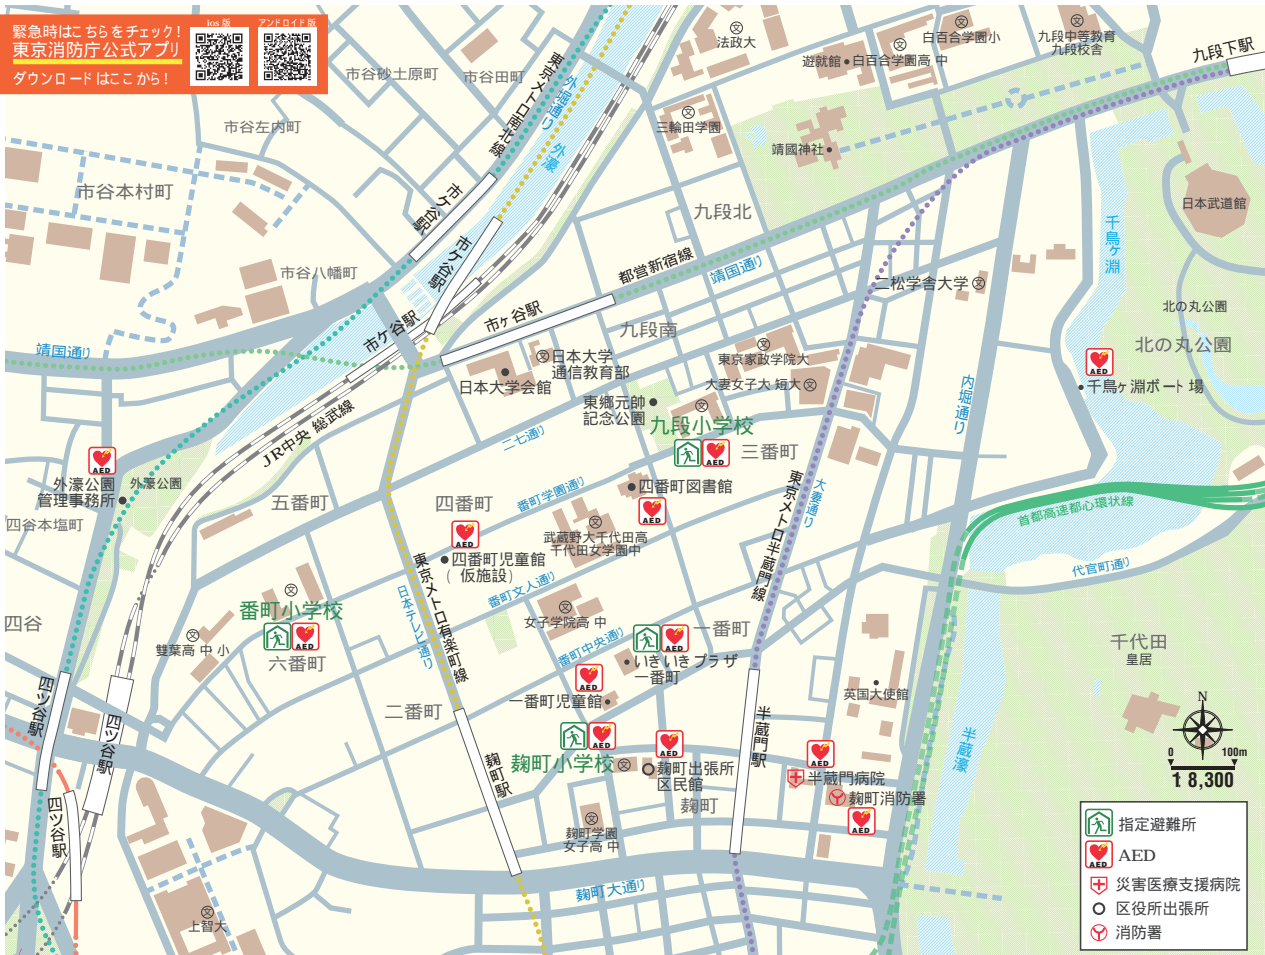 緊急時はこちらをチェック！
東京消防庁公式アプリ
ダウンロードはここから！
ios 版
アンドロイド版
市谷砂土原町
市谷田町
市谷左内町
市谷本村町
市谷八幡町
東京メトロ南北線
外堀通り
外濠
法政大
遊就館
白百合学園高 中
白百合学園小
九段中等教育
九段校舎
九段下駅
三輪田学園
靖國神社
九段北
日本武道館
千鳥ヶ淵
北の丸公園
北の丸公園
市ケ谷駅
市ケ谷駅
市ケ谷駅
市ヶ谷駅
都営新宿線
靖国通り
二松学舎大学
靖国通り
九段南
日本大学
通信教育部
日本大学会館
東京家政学院大
大妻女子大 短大
東郷元帥
記念公園
九段小学校
内堀通り
AED
千鳥ヶ淵ボート場
JR中央 総武線
二七通り
三番町
AED
AED
外濠公園
管理事務所
外濠公園
四谷本塩町
五番町
四番町
番町学園通り
四番町図書館
AED
大妻通り
東京メトロ半蔵門線
首都高速都心環状線
代官町通り
AED
四番町児童館
（仮施設）
武蔵野大千代田高
千代田女学園中
東京メトロ有楽町線
日本テレビ通り
番町文人通り
番町小学校
AED
六番町
四谷
雙葉高 中 小
女子学院高 中
番町中央通り
一番町
AED
いきいきプラザ
一番町
千代田
皇居
AED
一番町児童館
英国大使館
二番町
四ツ谷駅
四ツ谷駅
四ツ谷駅
麹町駅
半蔵門駅
半蔵濠
AED
麹町小学校
AED
麹町出張所
区民館
麹町
AED
半蔵門病院
麹町消防署
AED
麹町学園
女子高 中
麹町大通り
上智大
N
0 100m
1: 8,300
指定避難所
AED
AED
災害医療支援病院
区役所出張所
消防署